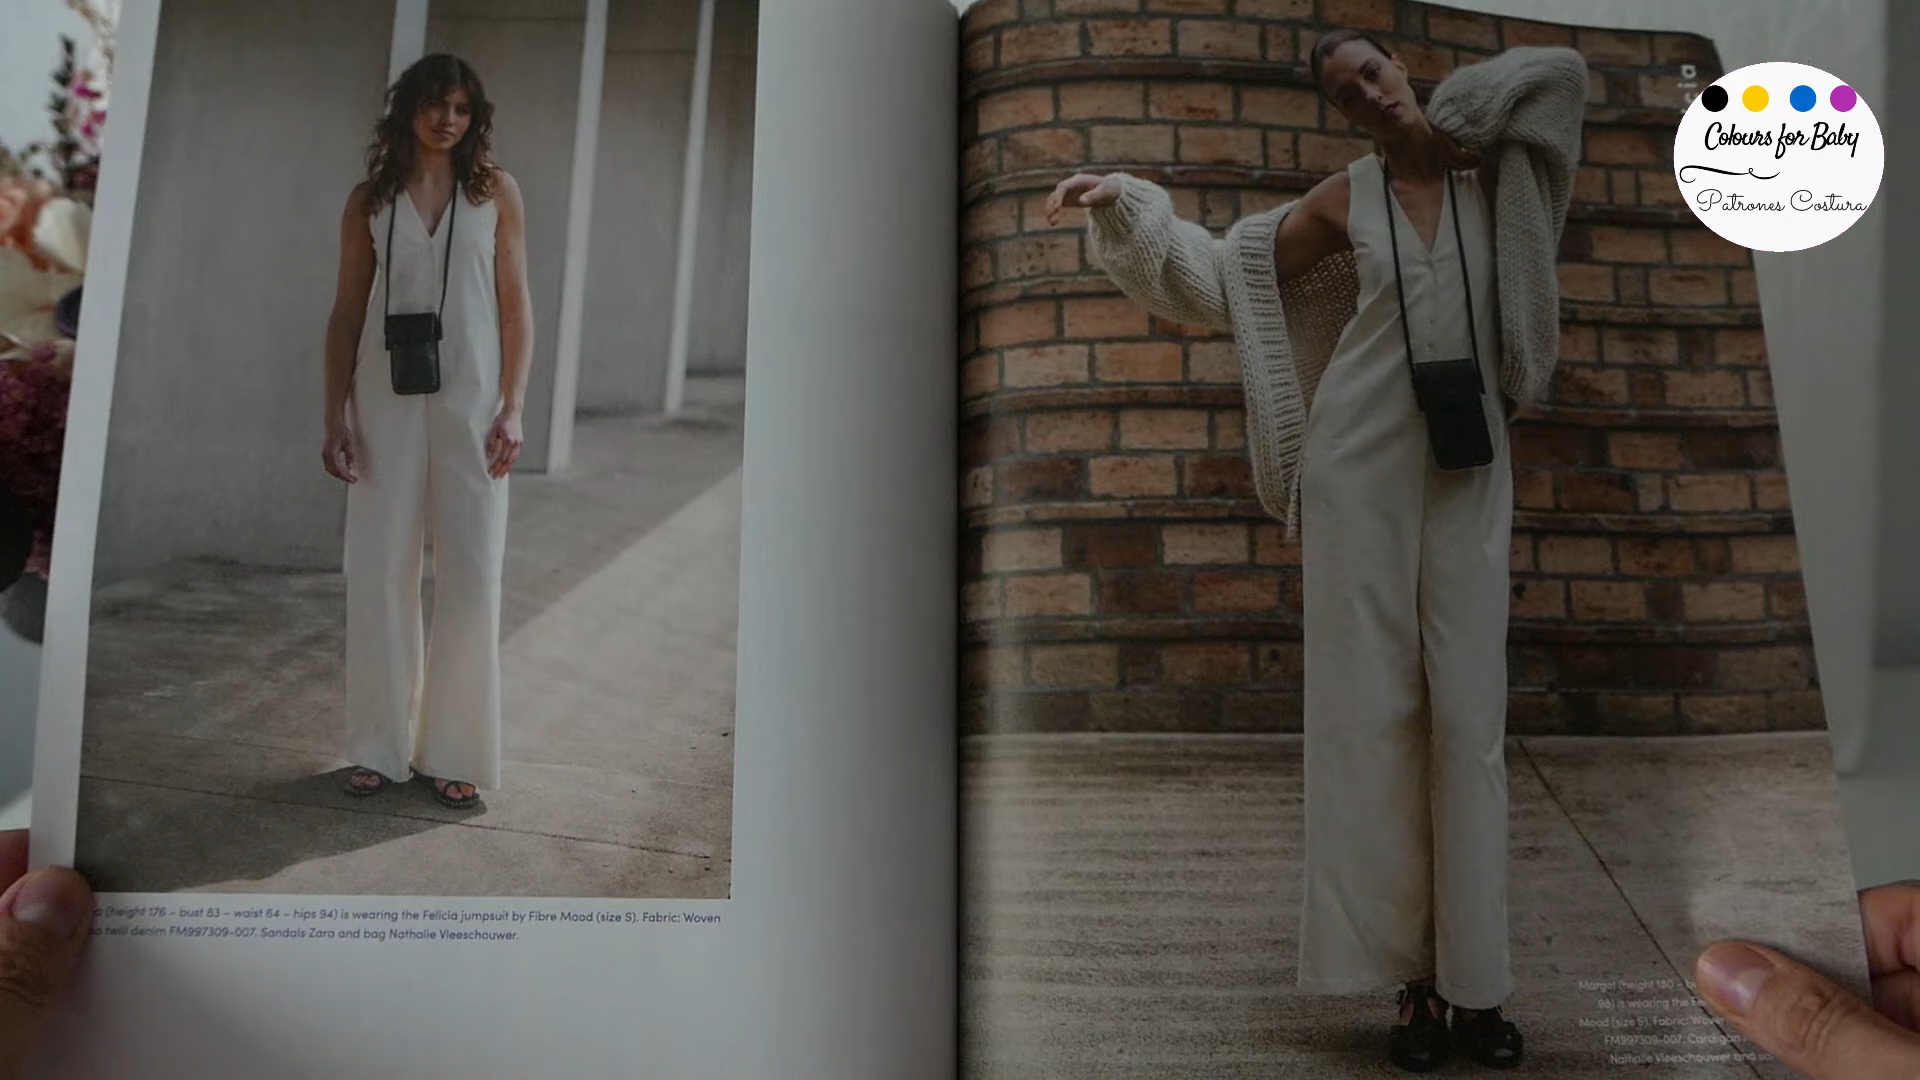 a (height 176 – bust 83 – waist 64 – hips 94) is wearing the Felicia jumpsuit by Fibre Mood (size S). Fabric: Woven
twill denim FM997309-007. Sandals Zara and bag Nathalie Vleeschouwer.
Colours for Baby
Patrones Costura
Margot (height 180 –
98) is wearing the
Mood (size S). Fabric:
FM997309-007. Cardigan
Nathalie Vleeschouwer and